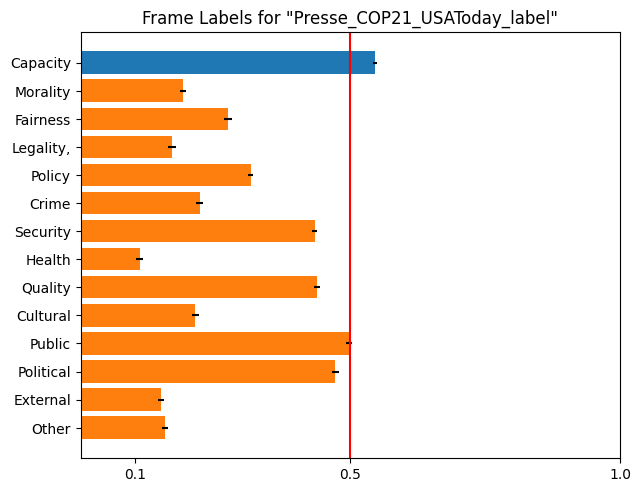 Frame Labels for "Presse_COP21_USAToday_label"
Capacity
Morality
Fairness
Legality,
Policy
Crime
Security
Health
Quality
Cultural
Public
Political
External
Other
0.1 0.5 1.0